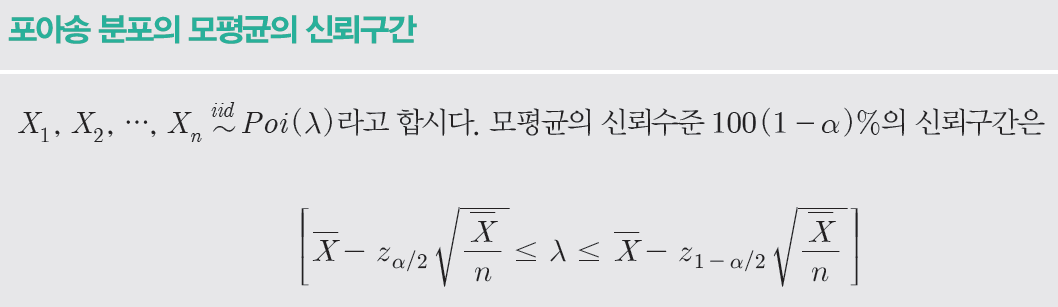 포아송 분포의 모평균의 신뢰구간
X₁, X₂, ⋯, Xₙ iid ~ Poi(λ)라고 합시다. 모평균의 신뢰수준 100(1−α)%의 신뢰구간은
[X̄ − z_{α/2} √(X̄/n) ≤ λ ≤ X̄ − z_{1−α/2} √(X̄/n)]